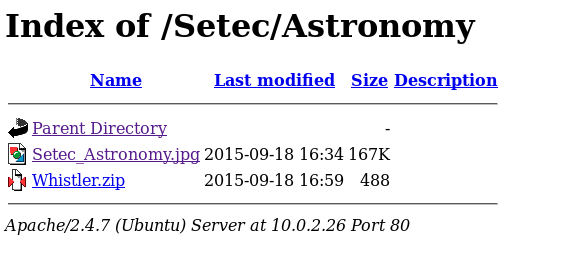 Index of /Setec/Astronomy
Name Last modified Size Description
Parent Directory -
Setec_Astronomy.jpg 2015-09-18 16:34 167K
Whistler.zip 2015-09-18 16:59 488
Apache/2.4.7 (Ubuntu) Server at 10.0.2.26 Port 80